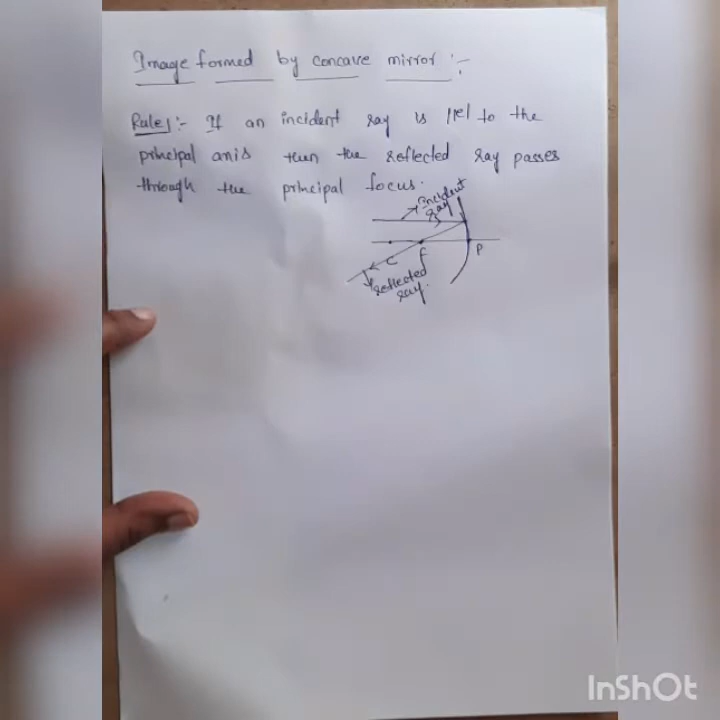 Image formed by concave mirror :-
Rule1:- If an incident ray is llel to the
principal axis then the reflected ray passes
through the principal focus.
incident
ray
C
F
P
Reflected
ray.
InShOt